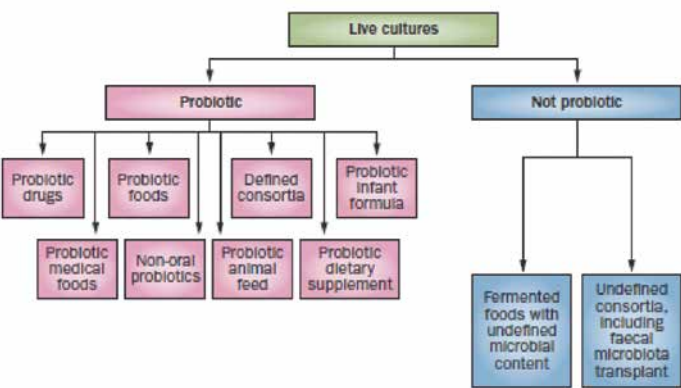 Live cultures
Probiotic
Not probiotic
Probiotic
drugs
Probiotic
foods
Defined
consortia
Probiotic
infant
formula
Probiotic
medical
foods
Non-oral
probiotics
Probiotic
animal
feed
Probiotic
dietary
supplement
Fermented
foods with
undefined
microbial
content
Undefined
consortia,
including
faecal
microbiota
transplant